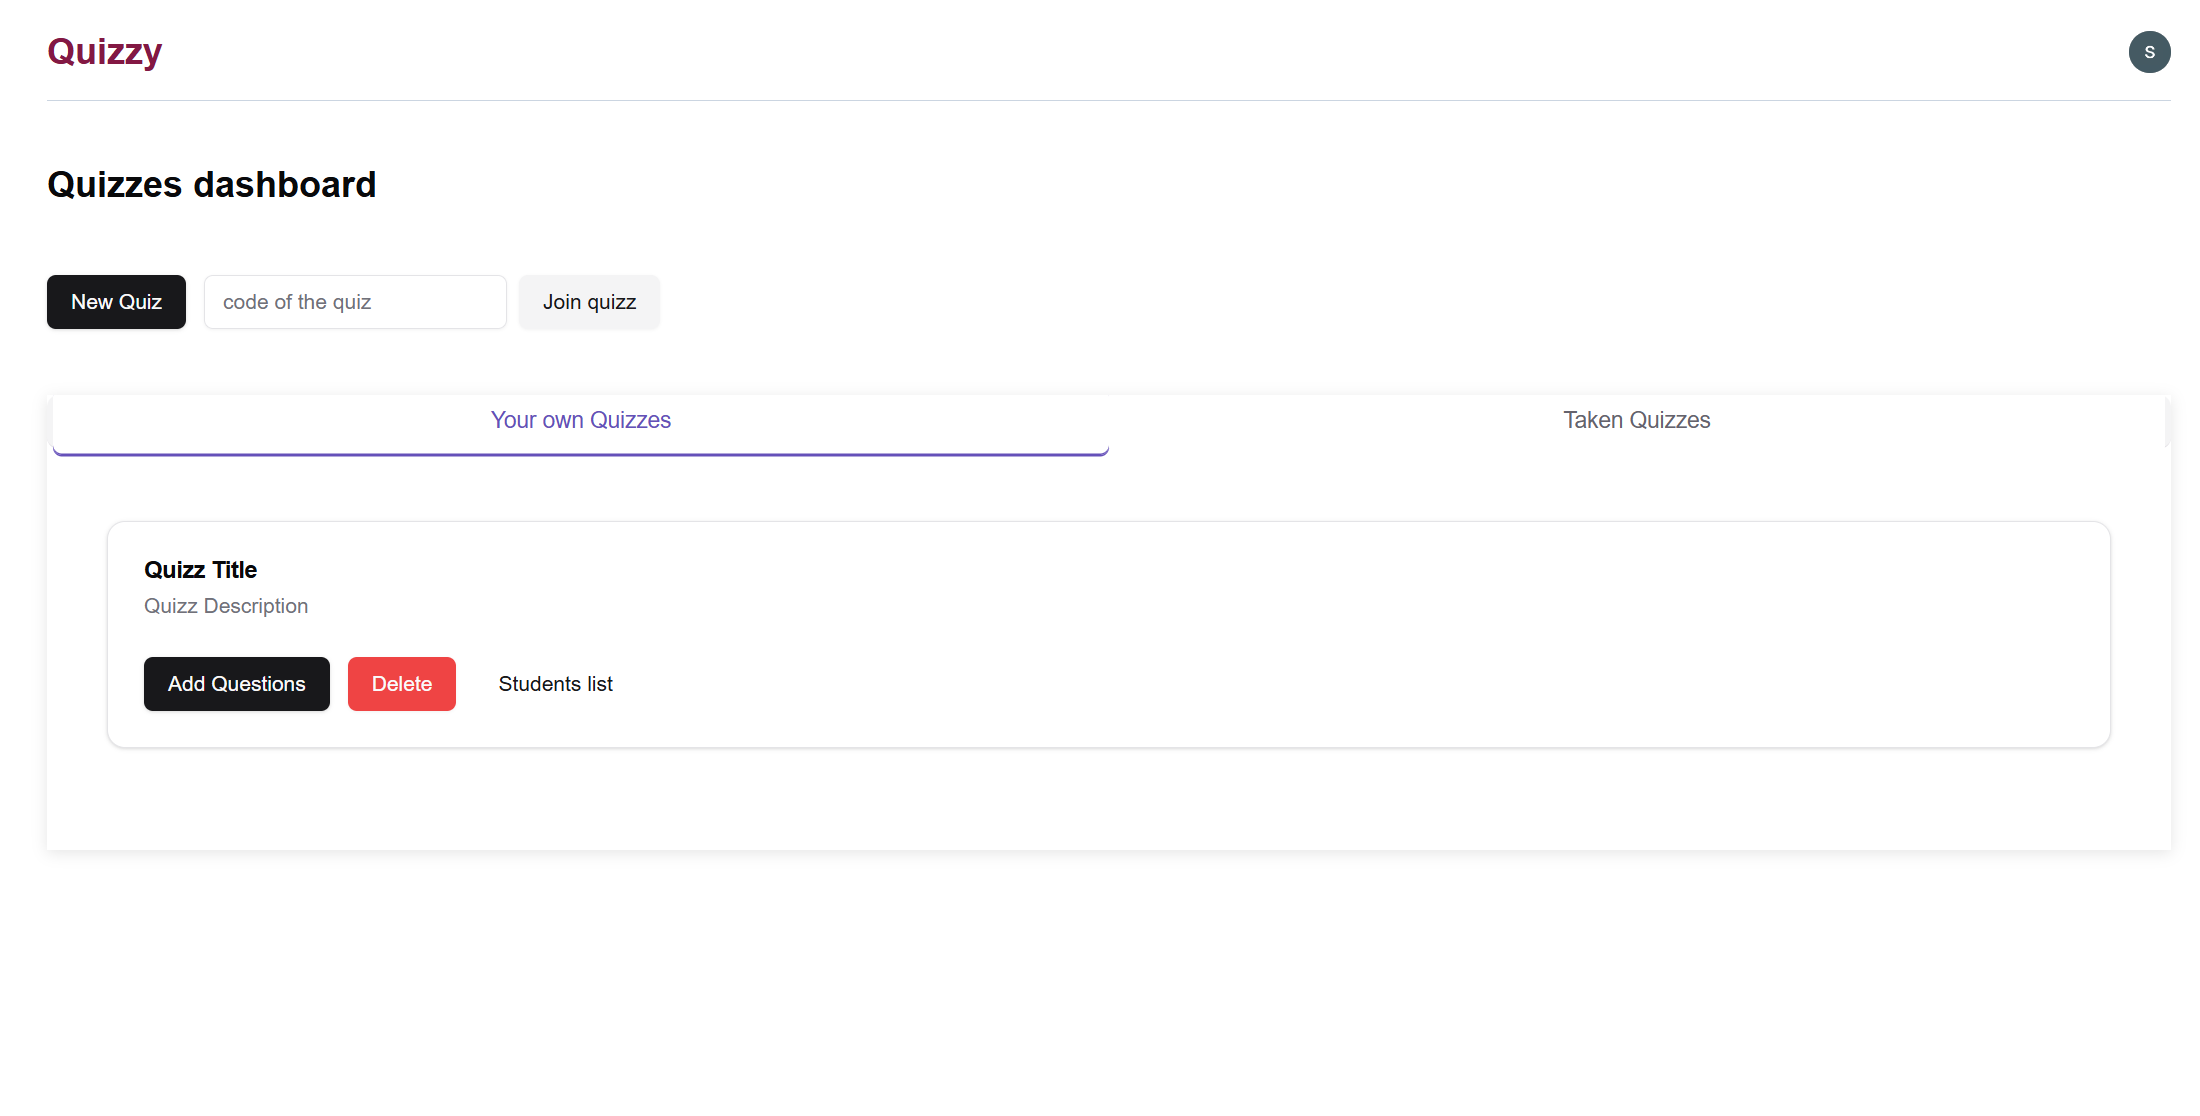 Quizzy
S
Quizzes dashboard
New Quiz
code of the quiz
Join quizz
Your own Quizzes
Taken Quizzes
Quizz Title
Quizz Description
Add Questions
Delete
Students list